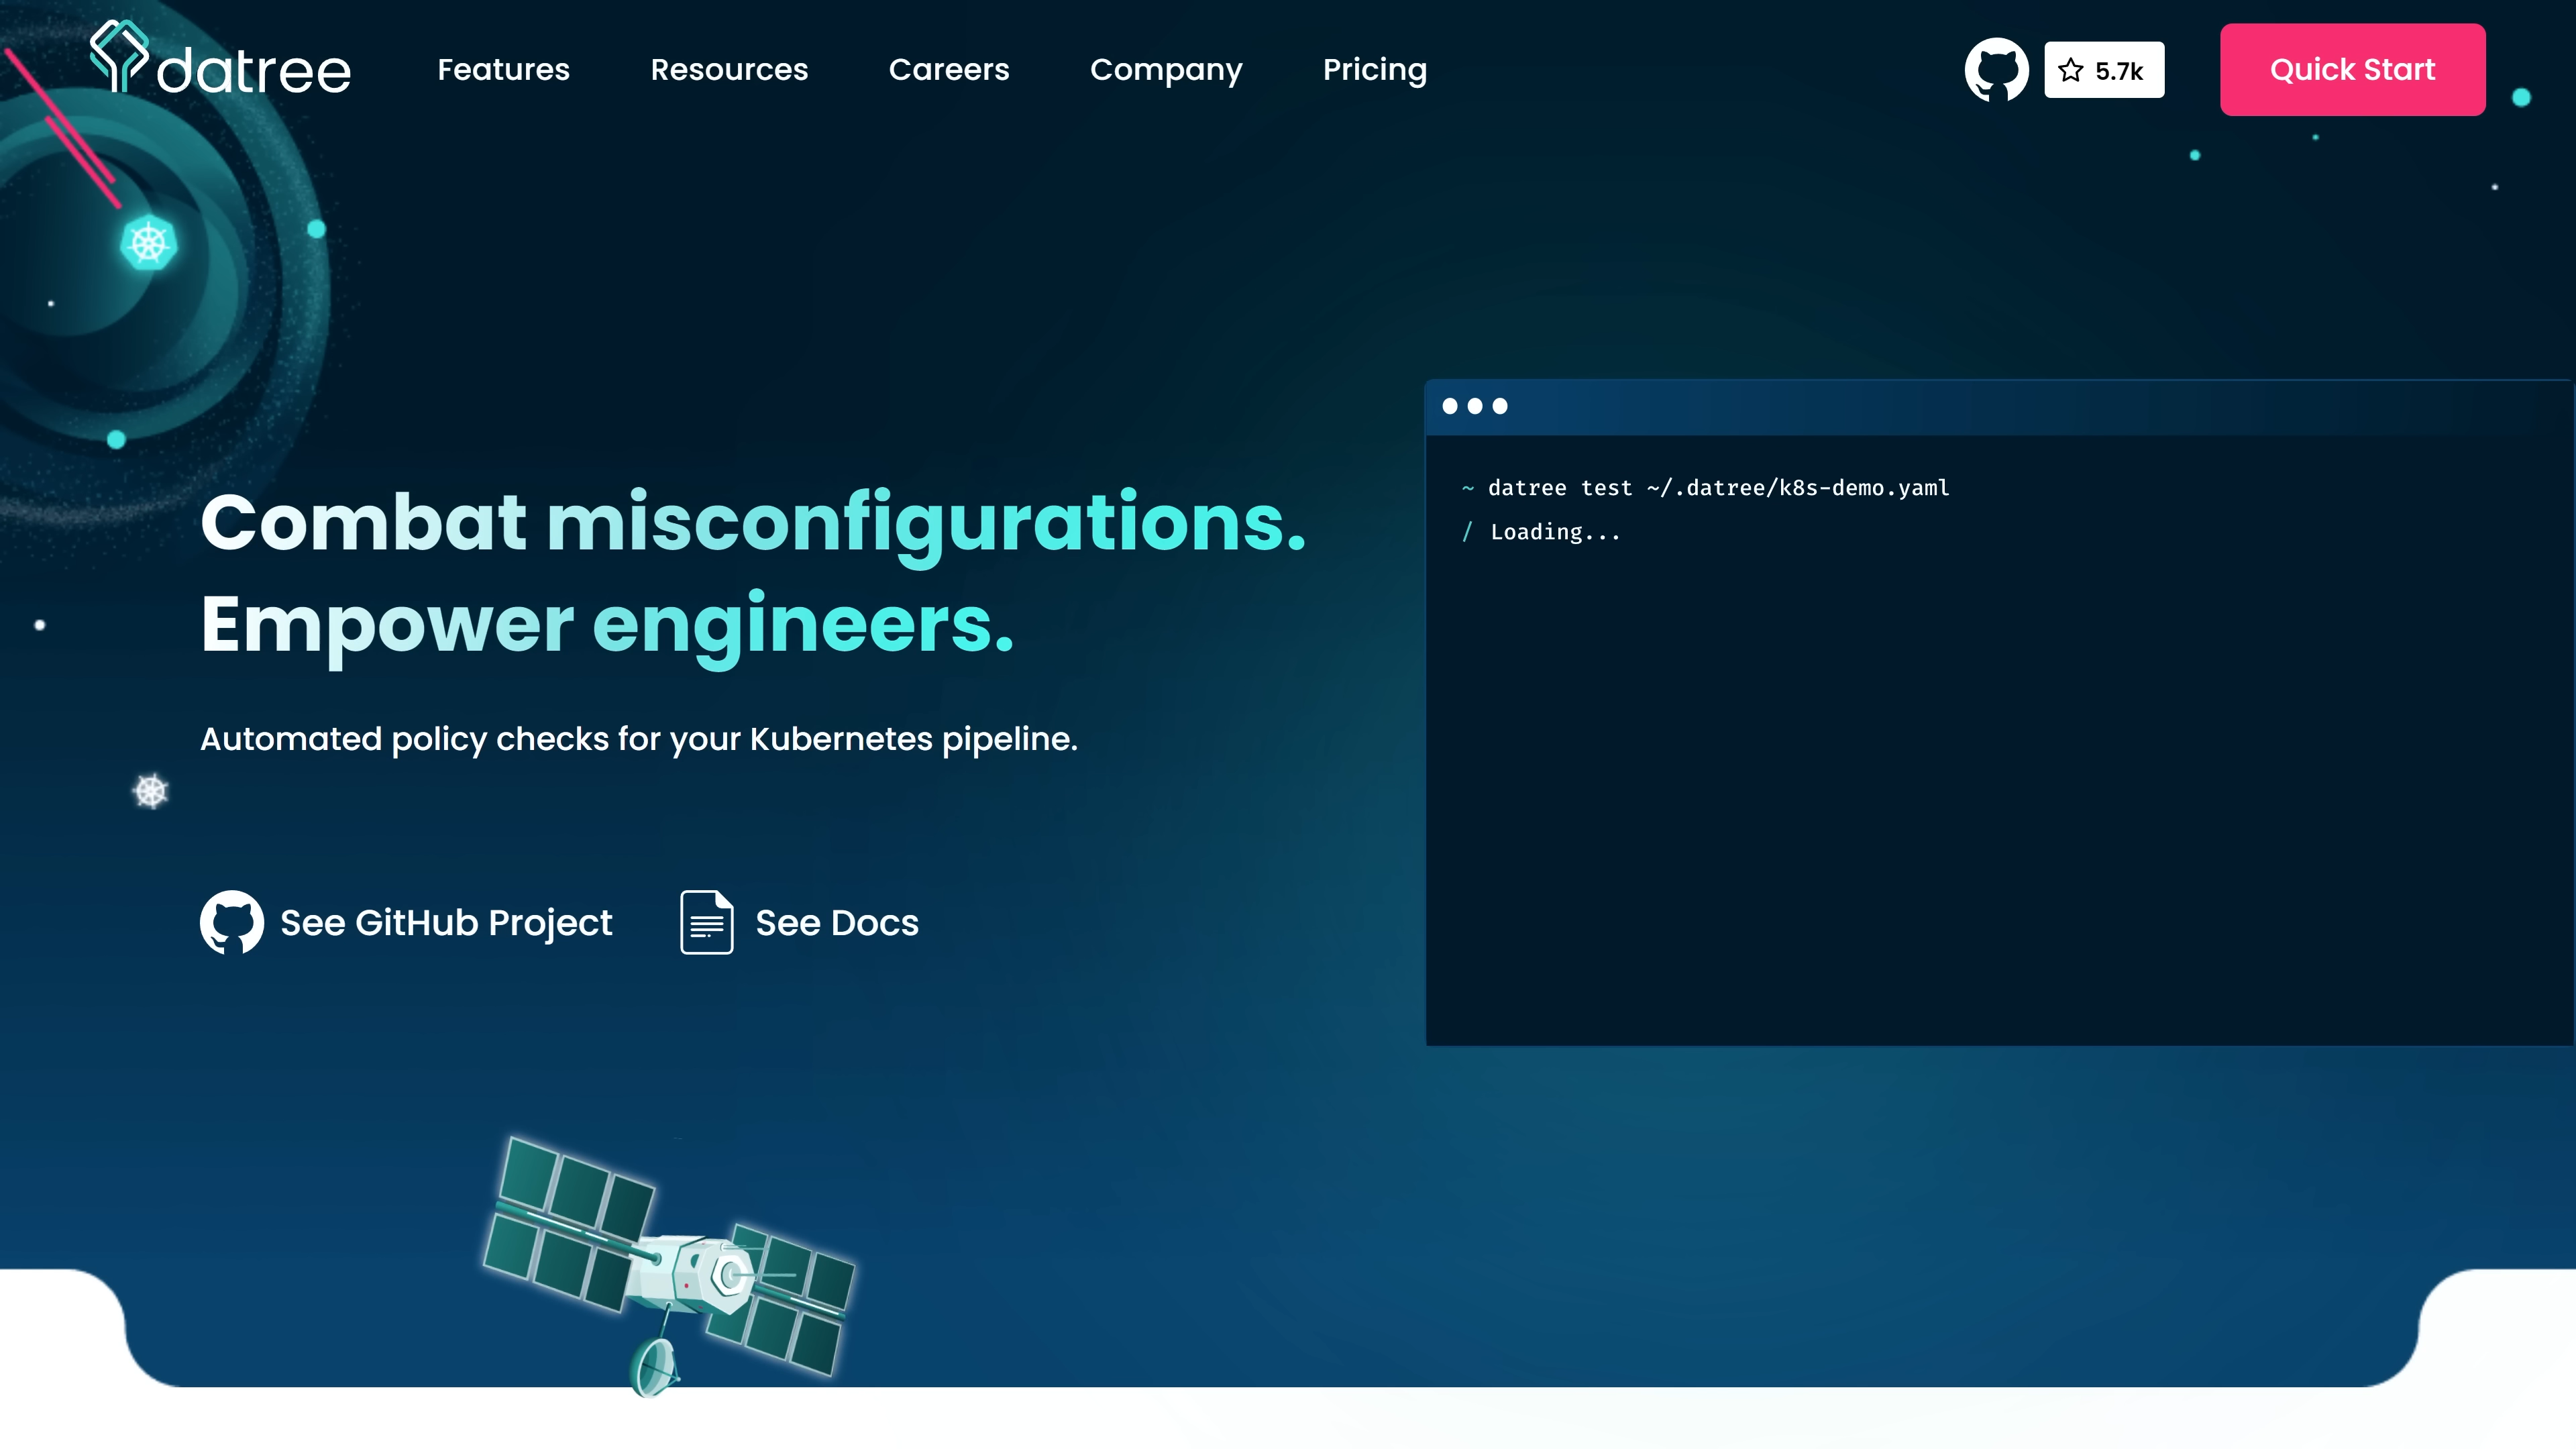 datree
Features
Resources
Careers
Company
Pricing
5.7k
Quick Start
Combat misconfigurations.
Empower engineers.
Automated policy checks for your Kubernetes pipeline.
See GitHub Project
See Docs
~ datree test ~/.datree/k8s-demo.yaml
/ Loading...